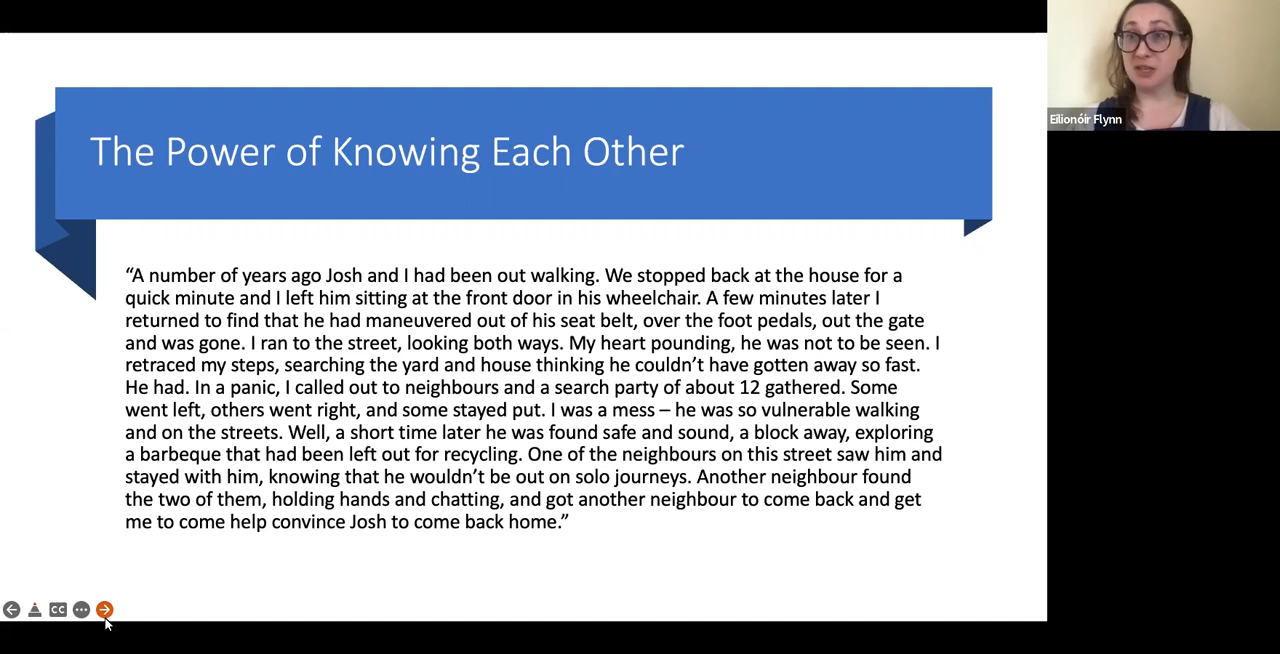 The Power of Knowing Each Other
“A number of years ago Josh and I had been out walking. We stopped back at the house for a
quick minute and I left him sitting at the front door in his wheelchair. A few minutes later I
returned to find that he had maneuvered out of his seat belt, over the foot pedals, out the gate
and was gone. I ran to the street, looking both ways. My heart pounding, he was not to be seen. I
retraced my steps, searching the yard and house thinking he couldn’t have gotten away so fast.
He had. In a panic, I called out to neighbours and a search party of about 12 gathered. Some
went left, others went right, and some stayed put. I was a mess – he was so vulnerable walking
and on the streets. Well, a short time later he was found safe and sound, a block away, exploring
a barbeque that had been left out for recycling. One of the neighbours on this street saw him and
stayed with him, knowing that he wouldn’t be out on solo journeys. Another neighbour found
the two of them, holding hands and chatting, and got another neighbour to come back and get
me to come help convince Josh to come back home.”
Eilionóir Flynn
CC